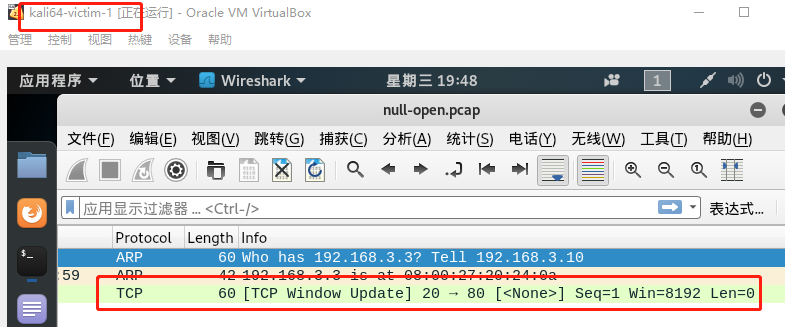 kali64-victim-1 [正在运行] - Oracle VM VirtualBox
管理 控制 视图 热键 设备 帮助
应用程序 位置 Wireshark 星期三 19:48 1
null-open.pcap
文件(F) 编辑(E) 视图(V) 跳转(G) 捕获(C) 分析(A) 统计(S) 电话(Y) 无线(W) 工具(T) 帮助(H)
应用显示过滤器 … <Ctrl-/> 表达式…
Protocol Length Info
ARP 60 Who has 192.168.3.3? Tell 192.168.3.10
:59 ARP 42 192.168.3.3 is at 08:00:27:20:24:0a
TCP 60 [TCP Window Update] 20 → 80 [<None>] Seq=1 Win=8192 Len=0